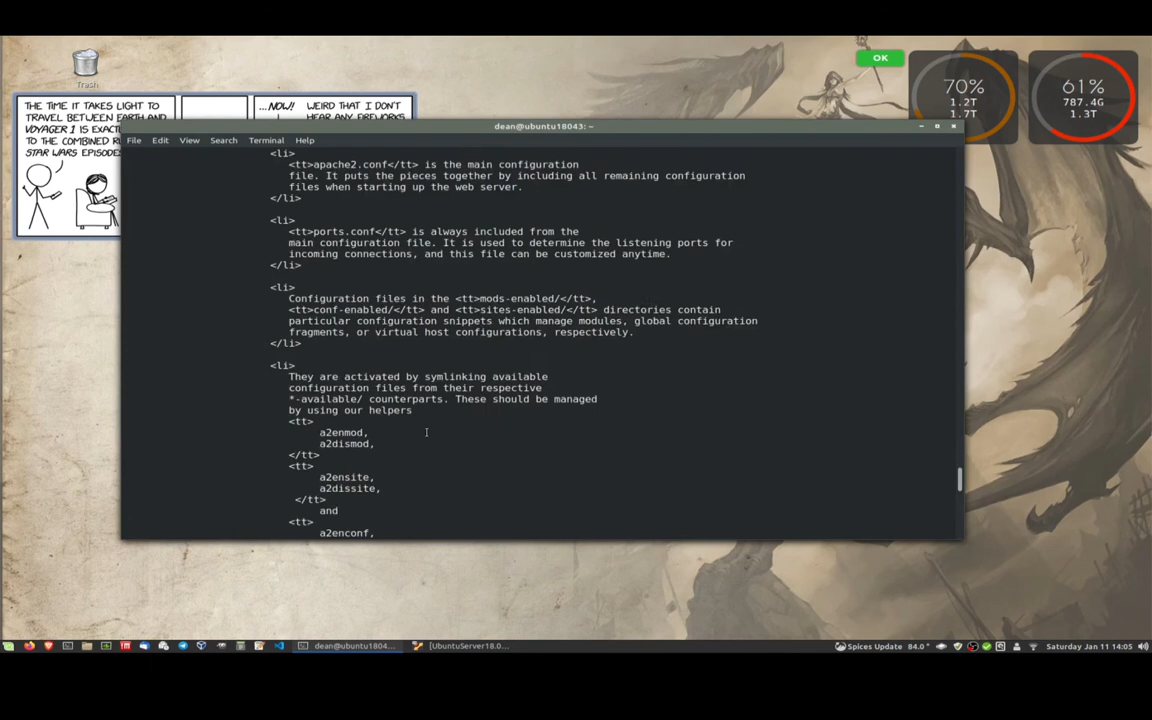 Trash
OK
70%
1.2T
1.7T
61%
787.4G
1.3T
THE TIME IT TAKES LIGHT TO
TRAVEL BETWEEN EARTH AND
VOYAGER 1 IS EXACT
TO THE COMBINED R
STAR WARS EPISODES
...NOW!! WEIRD THAT I DON'T
HEAR ANY FIREWORKS
dean@ubuntu18043: ~
File Edit View Search Terminal Help
<li>
<tt>apache2.conf</tt> is the main configuration
file. It puts the pieces together by including all remaining configuration
files when starting up the web server.
</li>
<li>
<tt>ports.conf</tt> is always included from the
main configuration file. It is used to determine the listening ports for
incoming connections, and this file can be customized anytime.
</li>
<li>
Configuration files in the <tt>mods-enabled/</tt>,
<tt>conf-enabled/</tt> and <tt>sites-enabled/</tt> directories contain
particular configuration snippets which manage modules, global configuration
fragments, or virtual host configurations, respectively.
</li>
<li>
They are activated by symlinking available
configuration files from their respective
*-available/ counterparts. These should be managed
by using our helpers
<tt>
a2enmod,
a2dismod,
</tt>
<tt>
a2ensite,
a2dissite,
</tt>
and
<tt>
a2enconf,
dean@ubuntu1804... [UbuntuServer18.0... Spices Update 84.0° Saturday Jan 11 14:05